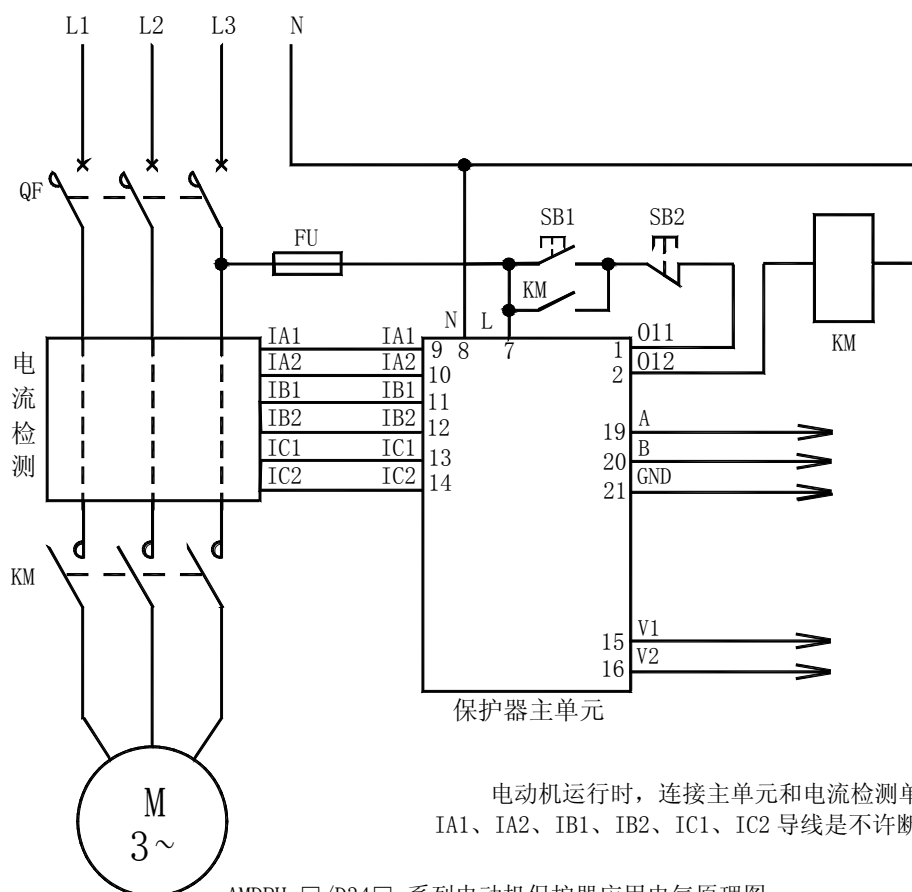 L1 L2 L3 N
QF
SB1 SB2
FU
KM
N L
KM
IA1 IA1 9 8 7 1 O11
IA2 IA2 10 2 O12
IB1 IB1 11
IB2 IB2 12 19 A
IC1 IC1 13 20 B
IC2 IC2 14 21 GND
电流检测
KM
15 V1
16 V2
保护器主单元
M
3~
电动机运行时，连接主单元和电流检测单
IA1、IA2、IB1、IB2、IC1、IC2 导线是不许断